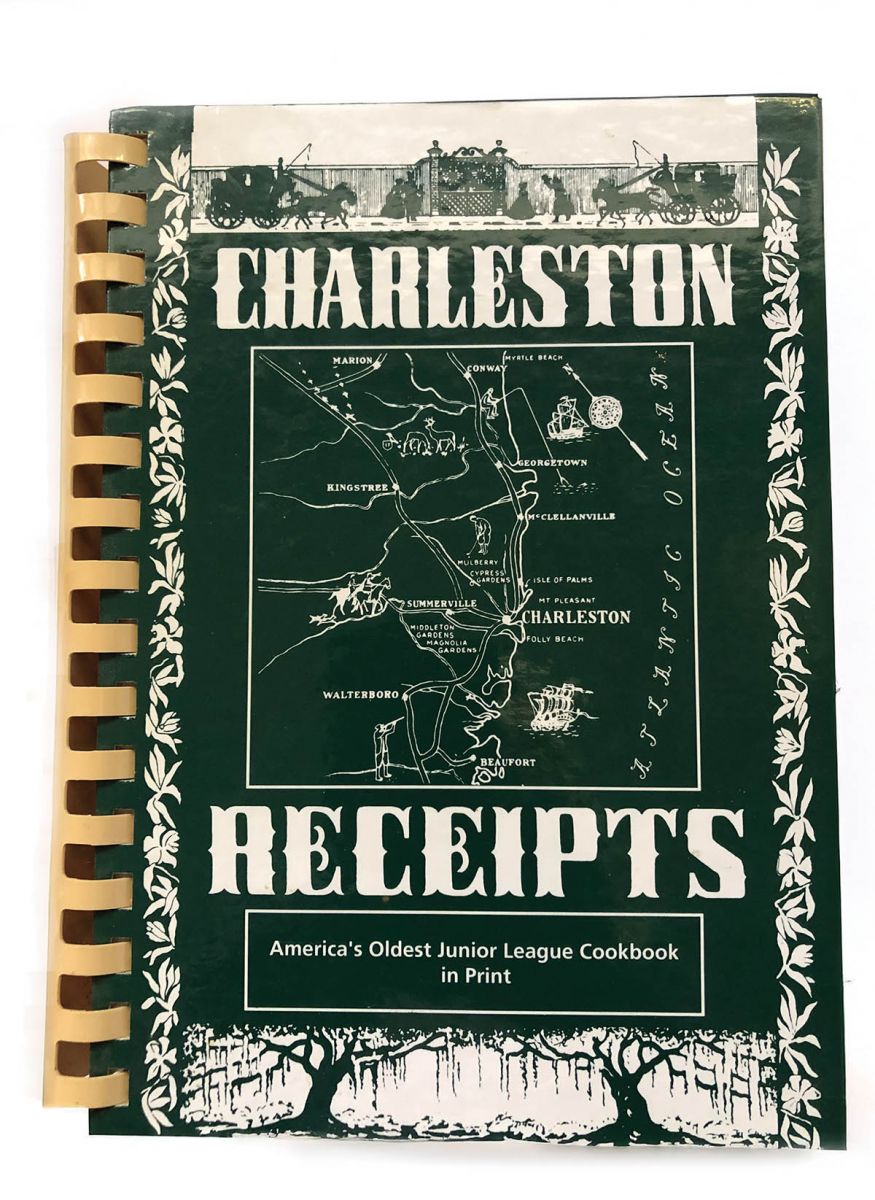 CHARLESTON
MARION
CONWAY
MYRTLE BEACH
N
GEORGETOWN
KINGSTREE
McCLELLANVILLE
MULBERRY
CYPRESS
GARDENS
ISLE OF PALMS
MT PLEASANT
SUMMERVILLE
CHARLESTON
MIDDLETON
GARDENS
MAGNOLIA
GARDENS
FOLLY BEACH
WALTERBORO
BEAUFORT
ATLANTIC OCEAN
RECEIPTS
America's Oldest Junior League Cookbook
in Print